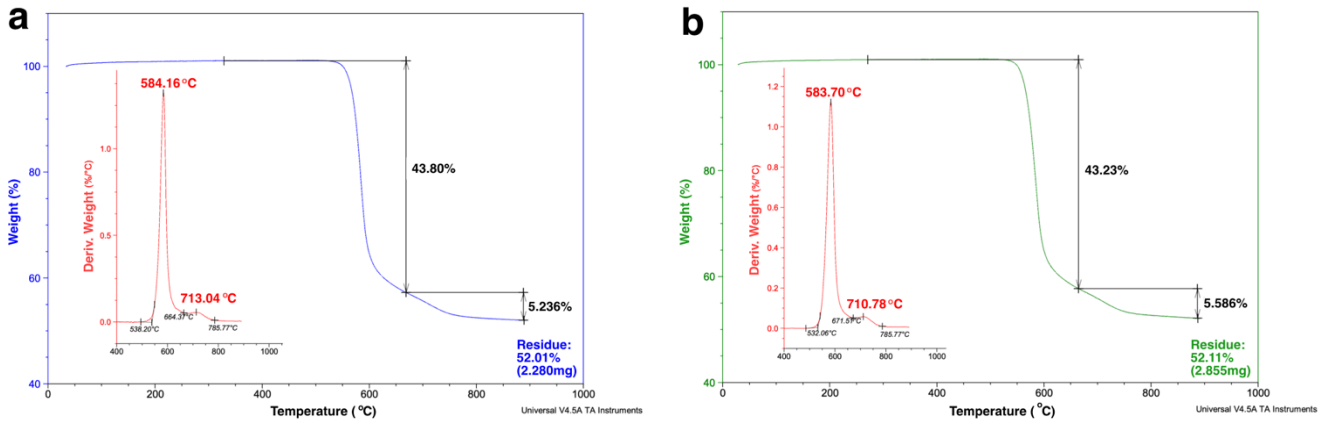 a
100
80
60
40
Weight (%)
0
200
400
600
800
1000
Temperature (°C)
43.80%
5.236%
Residue:
52.01%
(2.280mg)
Universal V4.5A TA Instruments
584.16 °C
713.04 °C
538.20°C
664.37°C
785.77°C
Deriv. Weight (%/°C)
1.0
0.5
0.0
400
600
800
1000
b
100
80
60
40
Weight (%)
0
200
400
600
800
1000
Temperature (°C)
43.23%
5.586%
Residue:
52.11%
(2.855mg)
Universal V4.5A TA Instruments
583.70 °C
710.78 °C
532.06°C
671.51°C
785.77°C
Deriv. Weight (%/°C)
1.2
1.0
0.8
0.6
0.4
0.2
0.0
400
600
800
1000